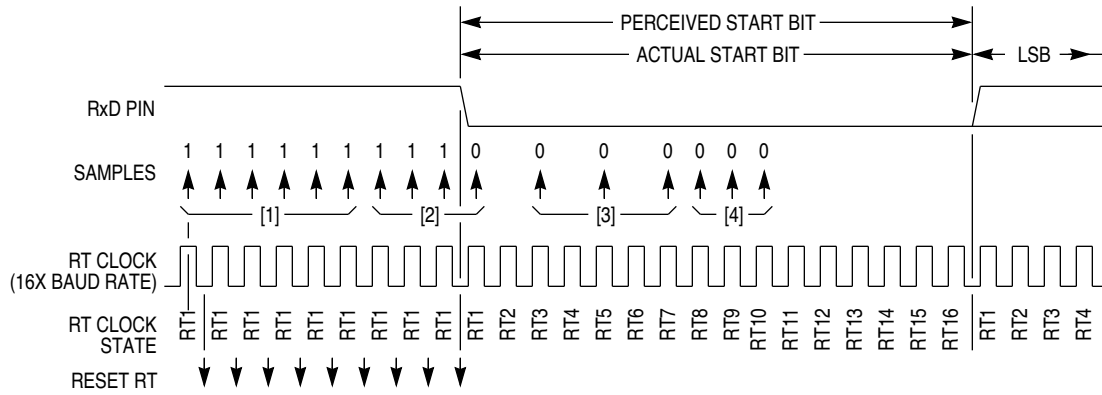 PERCEIVED START BIT
ACTUAL START BIT
LSB
RxD PIN
SAMPLES
1 1 1 1 1 1 1 1 1 0 0 0 0 0 0 0
[1] [2] [3] [4]
RT CLOCK
(16X BAUD RATE)
RT CLOCK
STATE
RT1 RT1 RT1 RT1 RT1 RT1 RT1 RT1 RT1 RT1 RT2 RT3 RT4 RT5 RT6 RT7 RT8 RT9 RT10 RT11 RT12 RT13 RT14 RT15 RT16 RT1 RT2 RT3 RT4
RESET RT